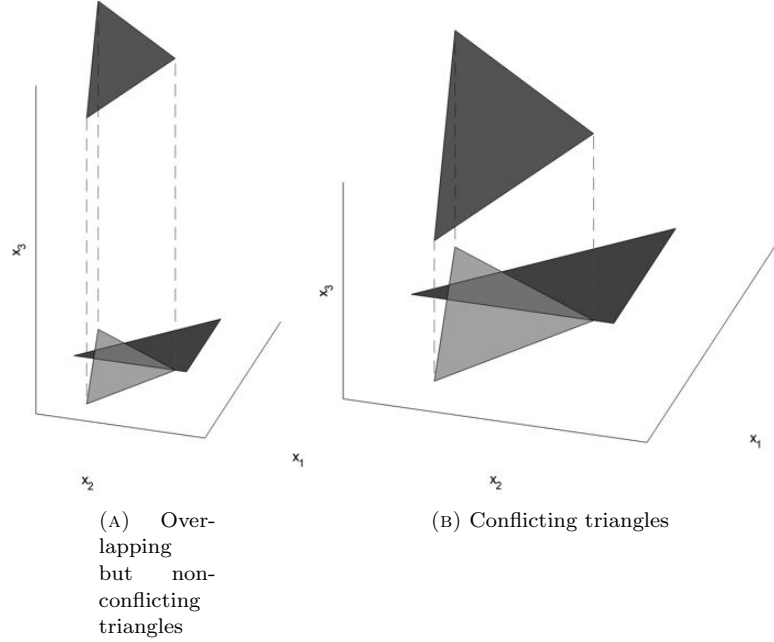 x3
x3
x1
x1
x2
x2
(A) Over-
lapping
but non-
conflicting
triangles
(B) Conflicting triangles